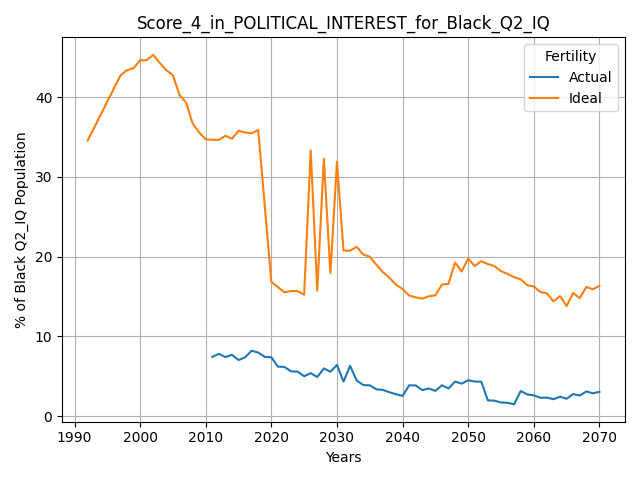 Score_4_in_POLITICAL_INTEREST_for_Black_Q2_IQ
Fertility
Actual
Ideal
% of Black Q2_IQ Population
40
30
20
10
0
1990 2000 2010 2020 2030 2040 2050 2060 2070
Years